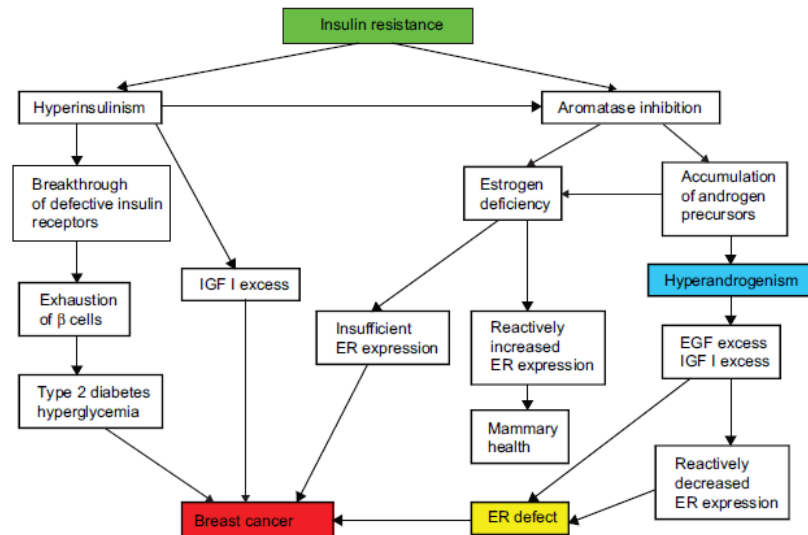 Insulin resistance
Hyperinsulinism
Aromatase inhibition
Breakthrough
of defective insulin
receptors
Estrogen
deficiency
Accumulation
of androgen
precursors
IGF I excess
Hyperandrogenism
Exhaustion
of β cells
Insufficient
ER expression
Reactively
increased
ER expression
EGF excess
IGF I excess
Type 2 diabetes
hyperglycemia
Mammary
health
Reactively
decreased
ER expression
Breast cancer
ER defect